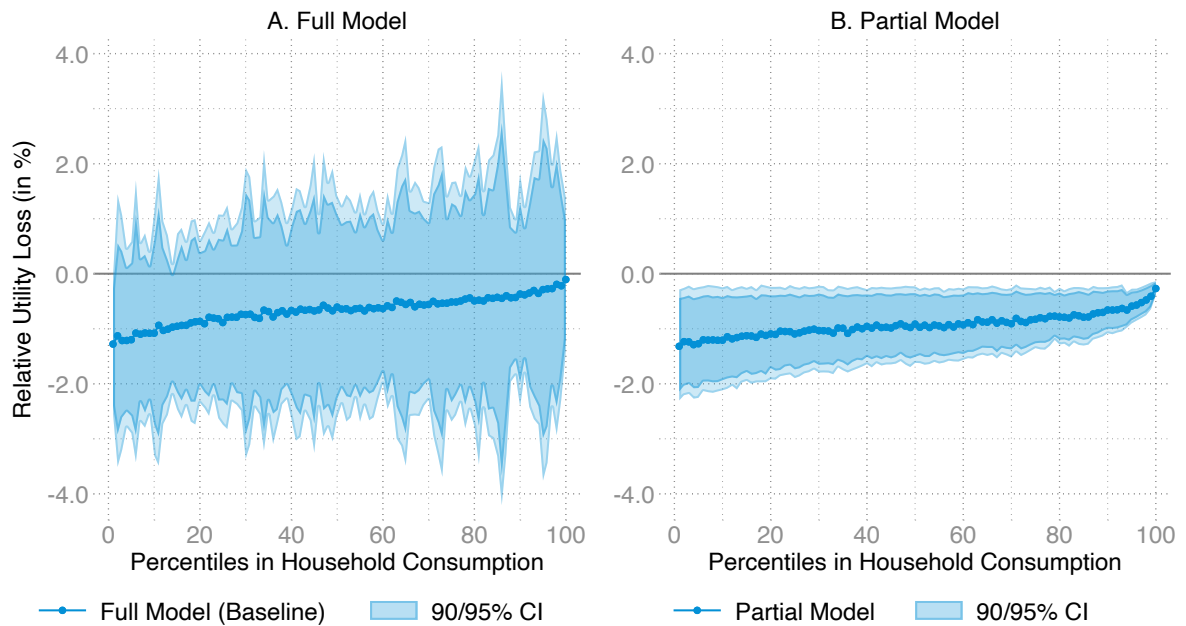 A. Full Model
B. Partial Model
Relative Utility Loss (in %)
4.0
2.0
0.0
-2.0
-4.0
0 20 40 60 80 100
Percentiles in Household Consumption
4.0
2.0
0.0
-2.0
-4.0
0 20 40 60 80 100
Percentiles in Household Consumption
Full Model (Baseline) 90/95% CI
Partial Model 90/95% CI